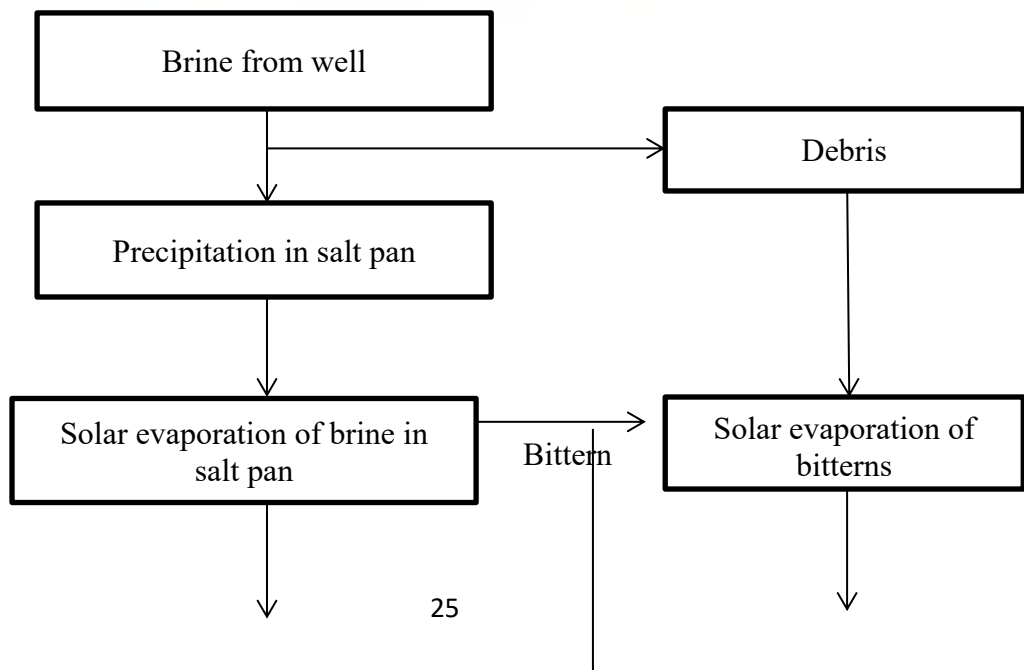 Brine from well
Debris
Precipitation in salt pan
Solar evaporation of brine in
salt pan
Bittern
Solar evaporation of
bitterns
25